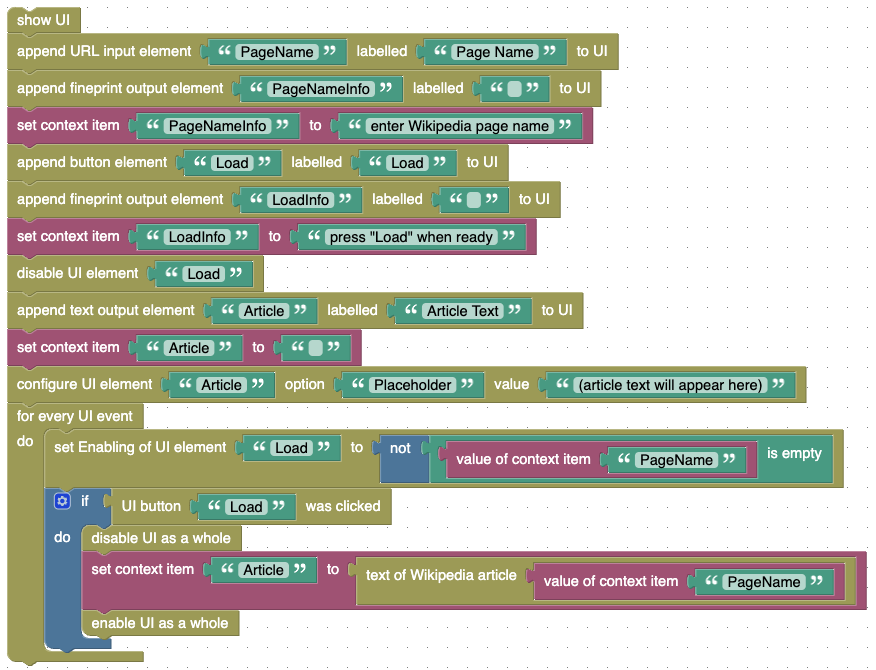 show UI
append URL input element “ PageName ” labelled “ Page Name ” to UI
append fineprint output element “ PageNameInfo ” labelled “ ” to UI
set context item “ PageNameInfo ” to “ enter Wikipedia page name ”
append button element “ Load ” labelled “ Load ” to UI
append fineprint output element “ LoadInfo ” labelled “ ” to UI
set context item “ LoadInfo ” to “ press "Load" when ready ”
disable UI element “ Load ”
append text output element “ Article ” labelled “ Article Text ” to UI
set context item “ Article ” to “ ”
configure UI element “ Article ” option “ Placeholder ” value “ (article text will appear here) ”
for every UI event
do set Enabling of UI element “ Load ” to not value of context item “ PageName ” is empty
if UI button “ Load ” was clicked
do disable UI as a whole
set context item “ Article ” to text of Wikipedia article value of context item “ PageName ”
enable UI as a whole